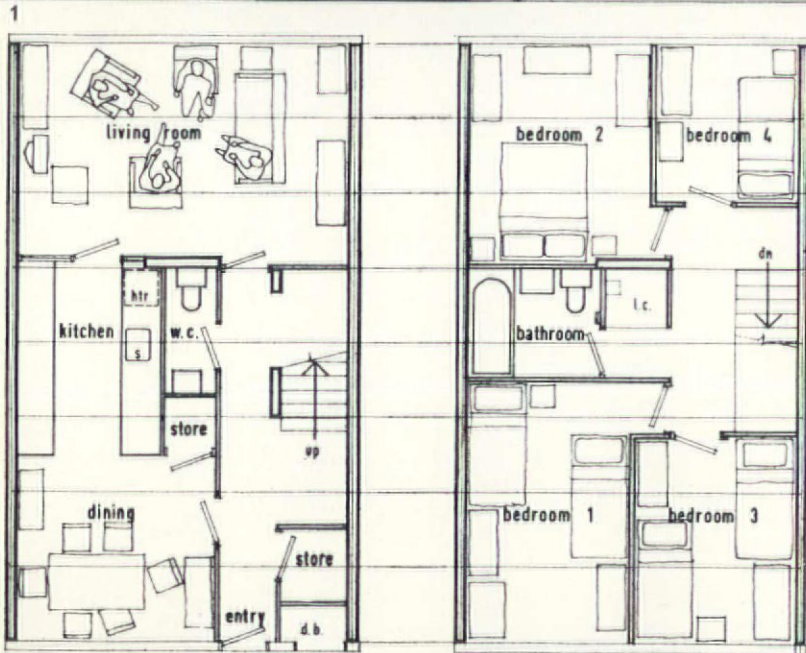 1
living room
htr
kitchen
s
w.c.
store
up
dining
store
entry
d.b.
bedroom 2
bedroom 4
dn
l.c.
bathroom
bedroom 1
bedroom 3